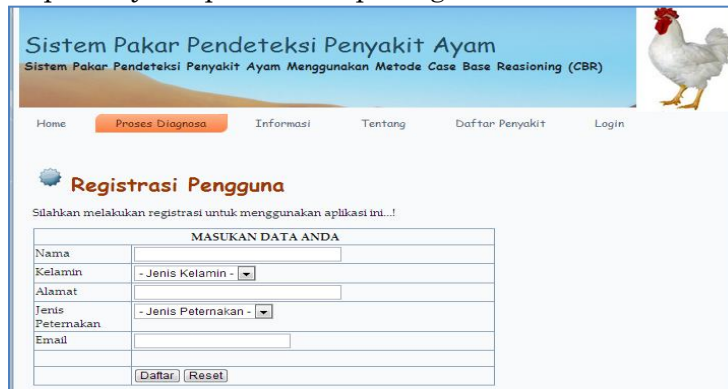 Sistem Pakar Pendeteksi Penyakit Ayam
Sistem Pakar Pendeteksi Penyakit Ayam Menggunakan Metode Case Base Reasioning (CBR)
Home Proses Diagnosa Informasi Tentang Daftar Penyakit Login
Registrasi Pengguna
Silahkan melakukan registrasi untuk menggunakan aplikasi ini...!
MASUKAN DATA ANDA
Nama
Kelamin - Jenis Kelamin -
Alamat
Jenis
Peternakan - Jenis Peternakan -
Email
Daftar Reset